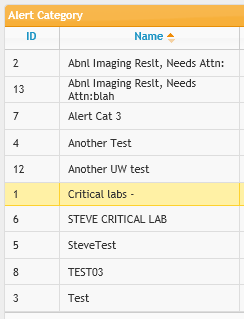 Alert Category
ID Name
2 Abnl Imaging Reslt, Needs Attn:
13 Abnl Imaging Reslt, Needs
Attn:blah
7 Alert Cat 3
4 Another Test
12 Another UW test
1 Critical labs -
6 STEVE CRITICAL LAB
5 SteveTest
8 TEST03
3 Test